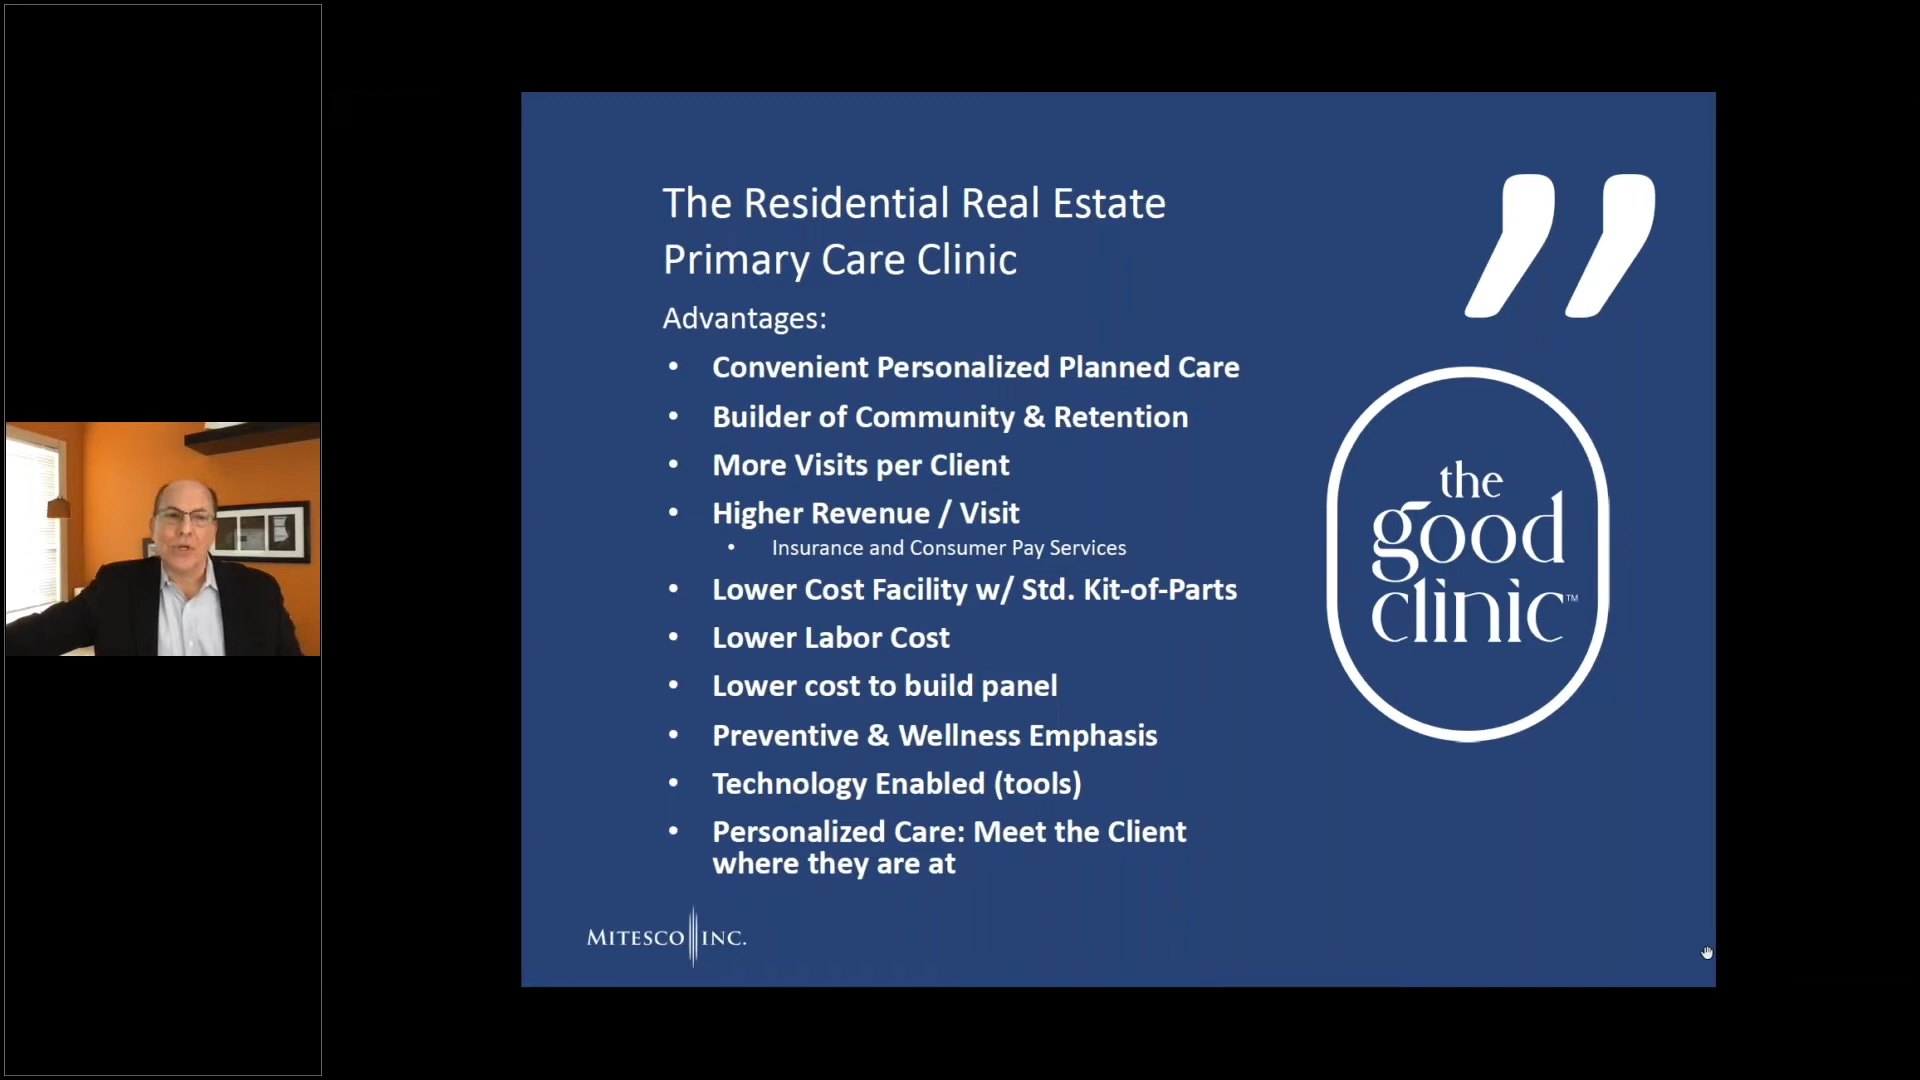 The Residential Real Estate
Primary Care Clinic
Advantages:
• Convenient Personalized Planned Care
• Builder of Community & Retention
• More Visits per Client
• Higher Revenue / Visit
• Insurance and Consumer Pay Services
• Lower Cost Facility w/ Std. Kit-of-Parts
• Lower Labor Cost
• Lower cost to build panel
• Preventive & Wellness Emphasis
• Technology Enabled (tools)
• Personalized Care: Meet the Client
where they are at
”
the
good
clinic™
MITESCO INC.